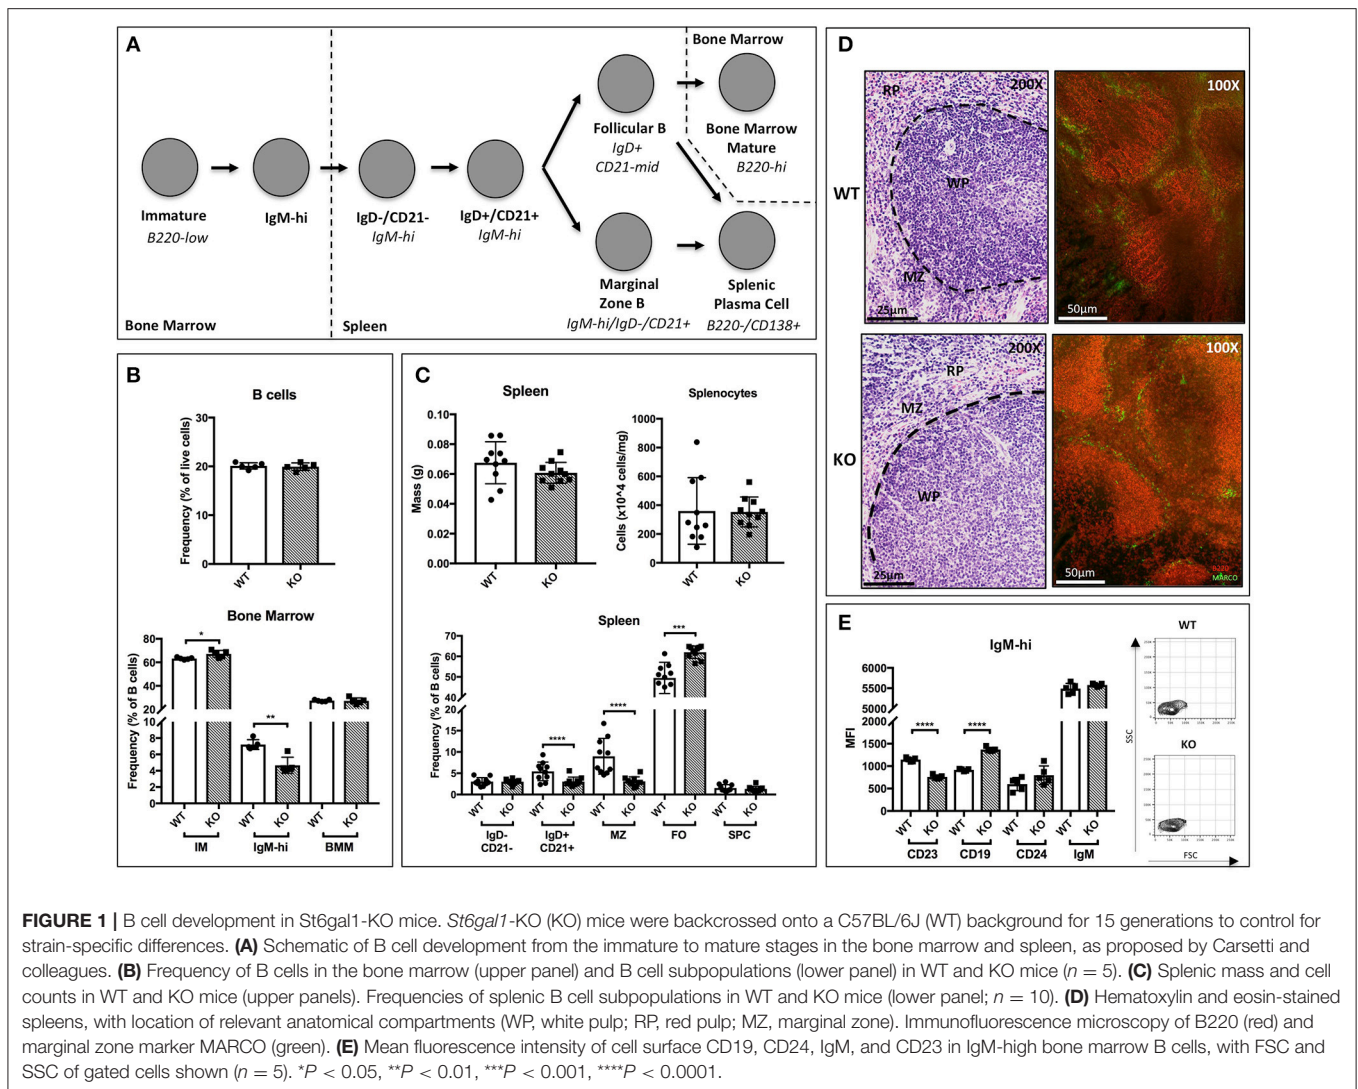 A
Bone Marrow
Follicular B
IgD+
CD21-mid
Bone Marrow
Mature
B220-hi
Immature
B220-low
IgM-hi
IgD-/CD21-
IgM-hi
IgD+/CD21+
IgM-hi
Marginal
Zone B
IgM-hi/IgD-/CD21+
Splenic
Plasma Cell
B220-/CD138+
Bone Marrow
Spleen
B
B cells
Frequency (% of live cells)
30
20
10
0
WT
KO
Bone Marrow
Frequency (% of B cells)
80
60
40
20
8
6
4
2
0
*
**
WT
KO
WT
KO
WT
KO
IM
IgM-hi
BMM
C
Spleen
Mass (g)
0.10
0.08
0.06
0.04
0.02
0.00
WT
KO
Splenocytes
Cells (x10^4 cells/mg)
1000
800
600
400
200
0
WT
KO
Spleen
Frequency (% of B cells)
70
60
50
40
30
20
15
10
5
0
****
****
***
WT
KO
WT
KO
WT
KO
WT
KO
WT
KO
IgD-
CD21-
IgD+
CD21+
MZ
FO
SPC
D
WT
RP
200X
WP
MZ
25µm
100X
50µm
KO
200X
RP
MZ
WP
25µm
100X
50µm
B220
MARCO
E
IgM-hi
MFI
6000
5500
5000
2000
1500
1000
500
0
****
****
WT
KO
WT
KO
WT
KO
WT
KO
CD23
CD19
CD24
IgM
WT
SSC
KO
FSC
FIGURE 1 | B cell development in St6gal1-KO mice. St6gal1-KO (KO) mice were backcrossed onto a C57BL/6J (WT) background for 15 generations to control for
strain-specific differences. (A) Schematic of B cell development from the immature to mature stages in the bone marrow and spleen, as proposed by Carsetti and
colleagues. (B) Frequency of B cells in the bone marrow (upper panel) and B cell subpopulations (lower panel) in WT and KO mice (n = 5). (C) Splenic mass and cell
counts in WT and KO mice (upper panels). Frequencies of splenic B cell subpopulations in WT and KO mice (lower panel; n = 10). (D) Hematoxylin and eosin-stained
spleens, with location of relevant anatomical compartments (WP, white pulp; RP, red pulp; MZ, marginal zone). Immunofluorescence microscopy of B220 (red) and
marginal zone marker MARCO (green). (E) Mean fluorescence intensity of cell surface CD19, CD24, IgM, and CD23 in IgM-high bone marrow B cells, with FSC and
SSC of gated cells shown (n = 5). *P < 0.05, **P < 0.01, ***P < 0.001, ****P < 0.0001.